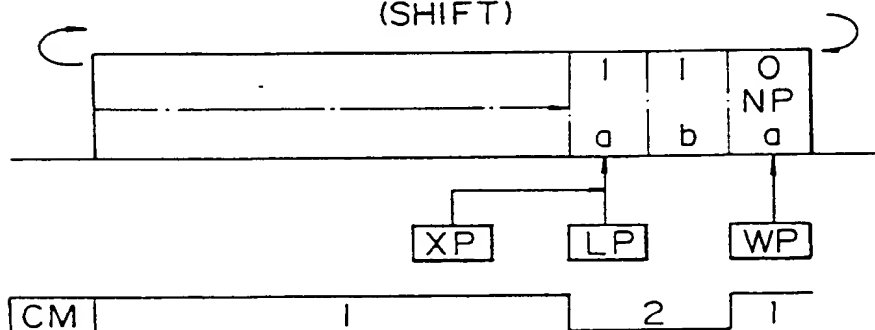 (SHIFT)
1 1 0
NP
a b a
XP LP WP
CM 1 2 1